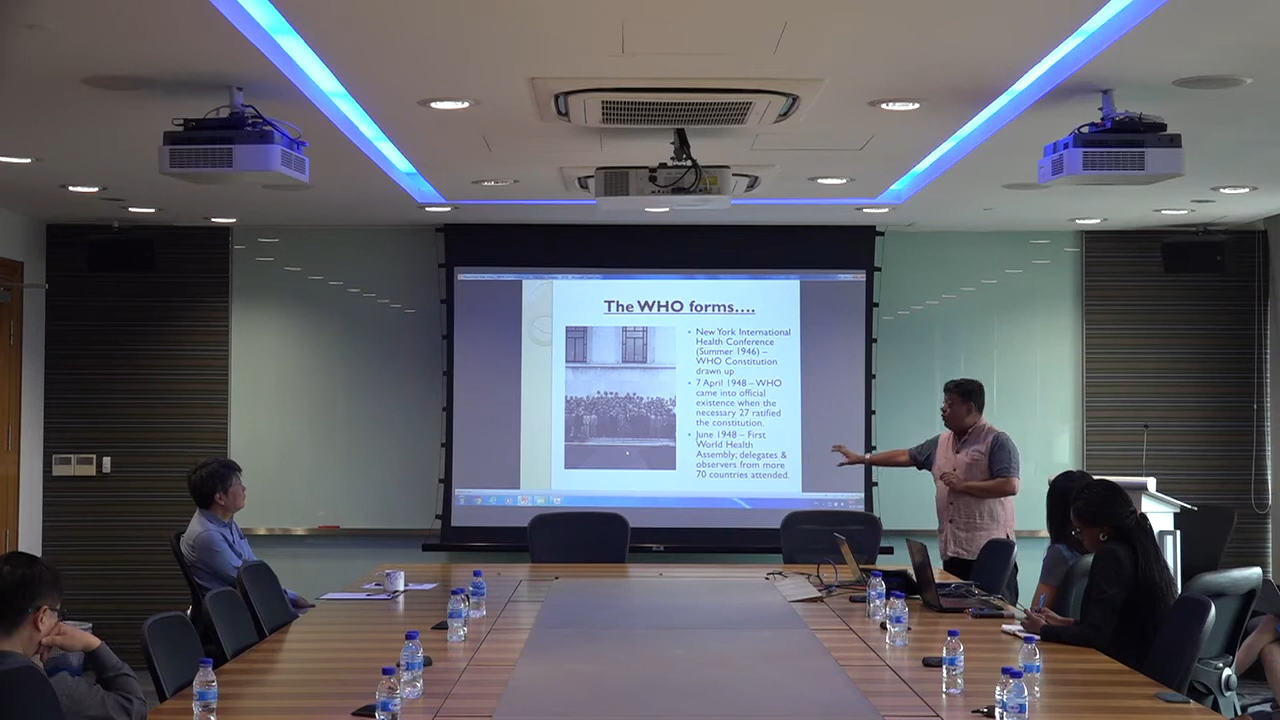 The WHO forms....
• New York International
Health Conference
(Summer 1946) –
WHO Constitution
drawn up
• 7 April 1948 – WHO
came into official
existence when the
necessary 27 ratified
the constitution.
• June 1948 – First
World Health
Assembly; delegates &
observers from more
70 countries attended.